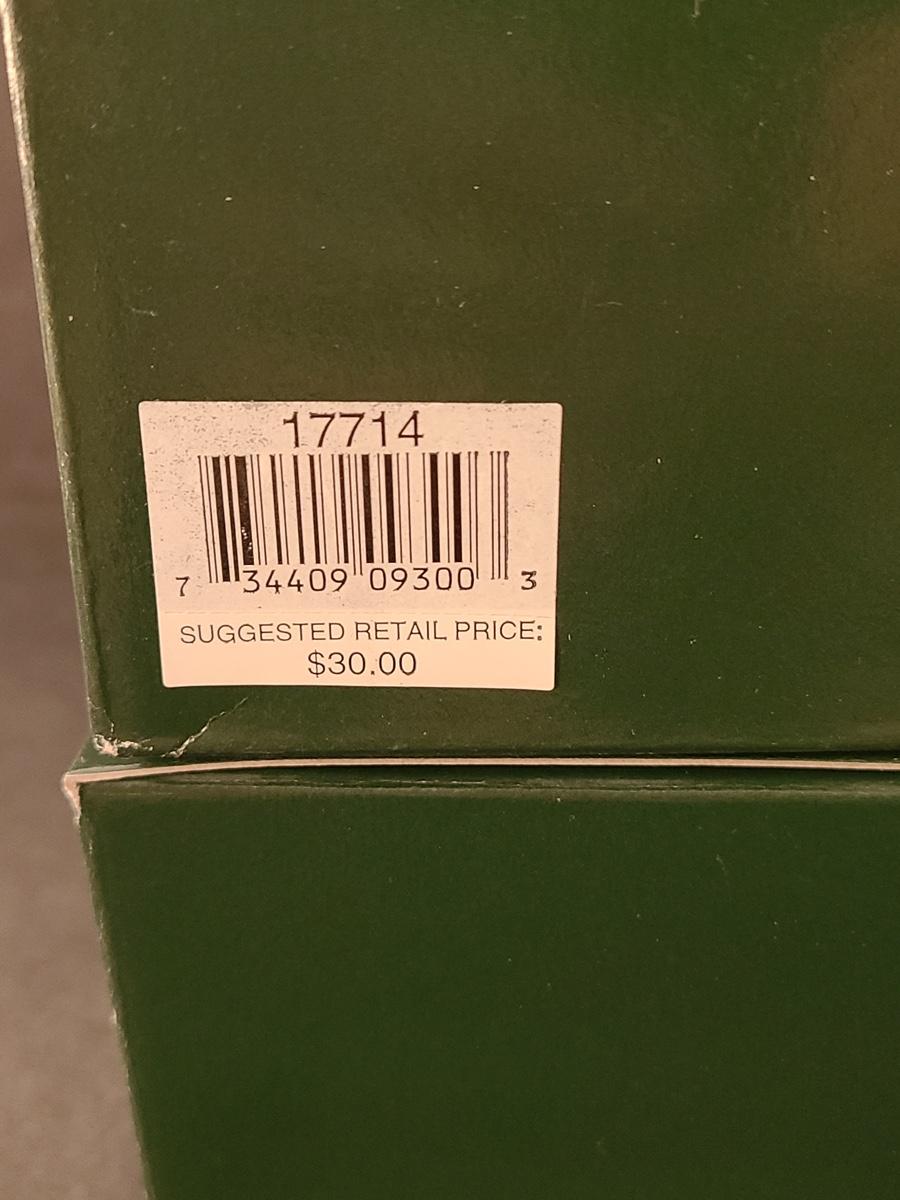 17714
7 34409 09300 3
SUGGESTED RETAIL PRICE:
$30.00